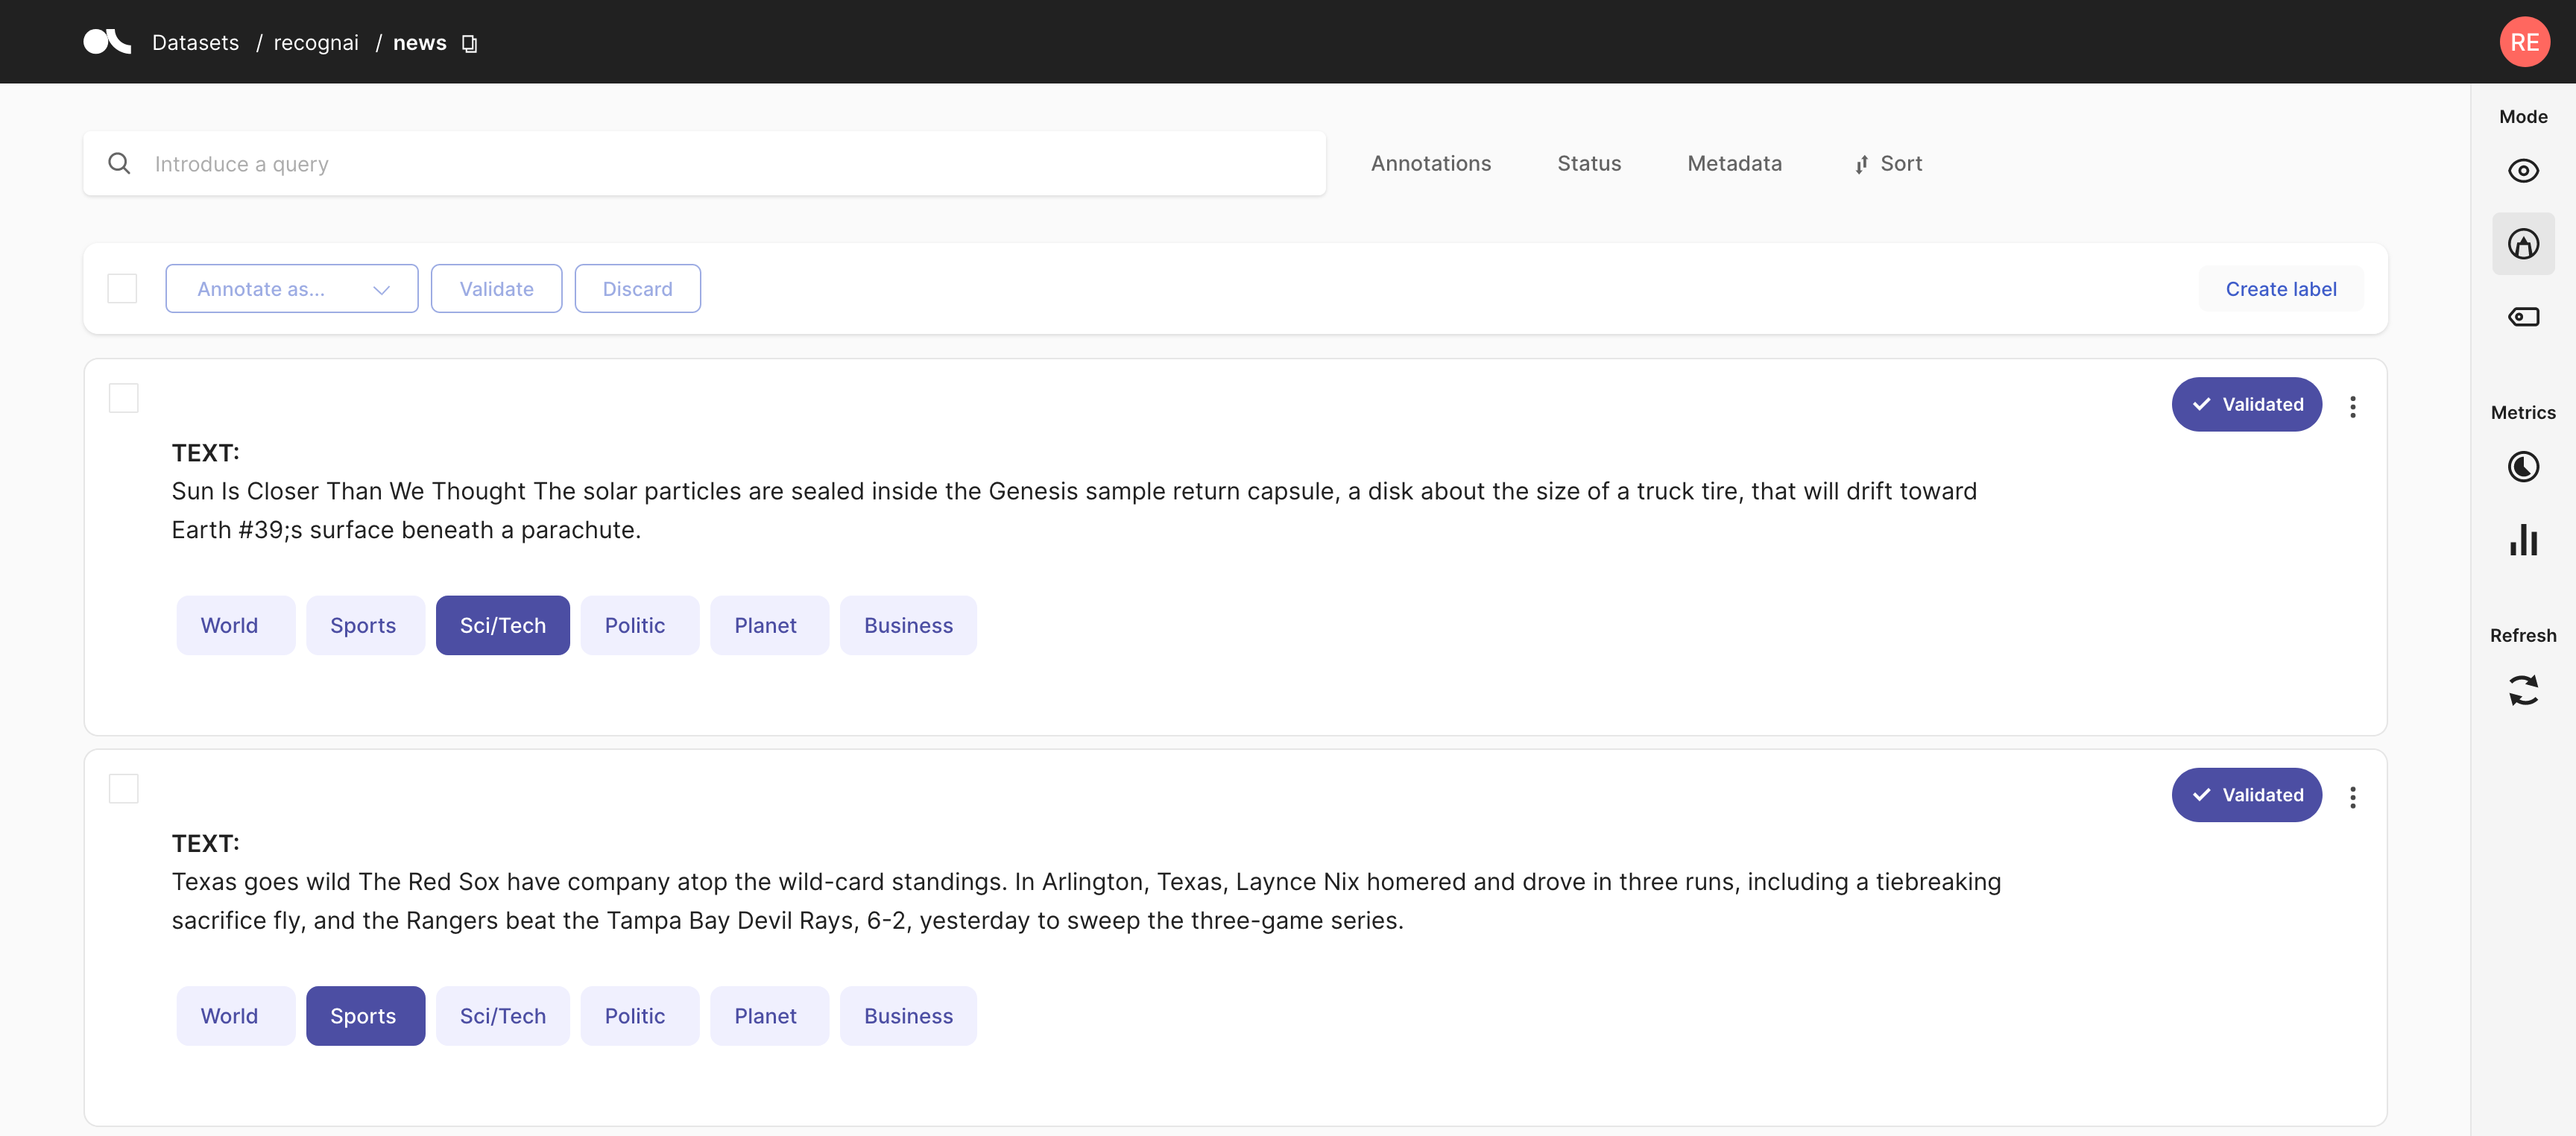 Datasets / recognai / news
RE
Introduce a query
Annotations
Status
Metadata
Sort
Mode
Annotate as...
Validate
Discard
Create label
Validated
TEXT:
Sun Is Closer Than We Thought The solar particles are sealed inside the Genesis sample return capsule, a disk about the size of a truck tire, that will drift toward
Earth #39;s surface beneath a parachute.
World
Sports
Sci/Tech
Politic
Planet
Business
Metrics
Refresh
Validated
TEXT:
Texas goes wild The Red Sox have company atop the wild-card standings. In Arlington, Texas, Laynce Nix homered and drove in three runs, including a tiebreaking
sacrifice fly, and the Rangers beat the Tampa Bay Devil Rays, 6-2, yesterday to sweep the three-game series.
World
Sports
Sci/Tech
Politic
Planet
Business